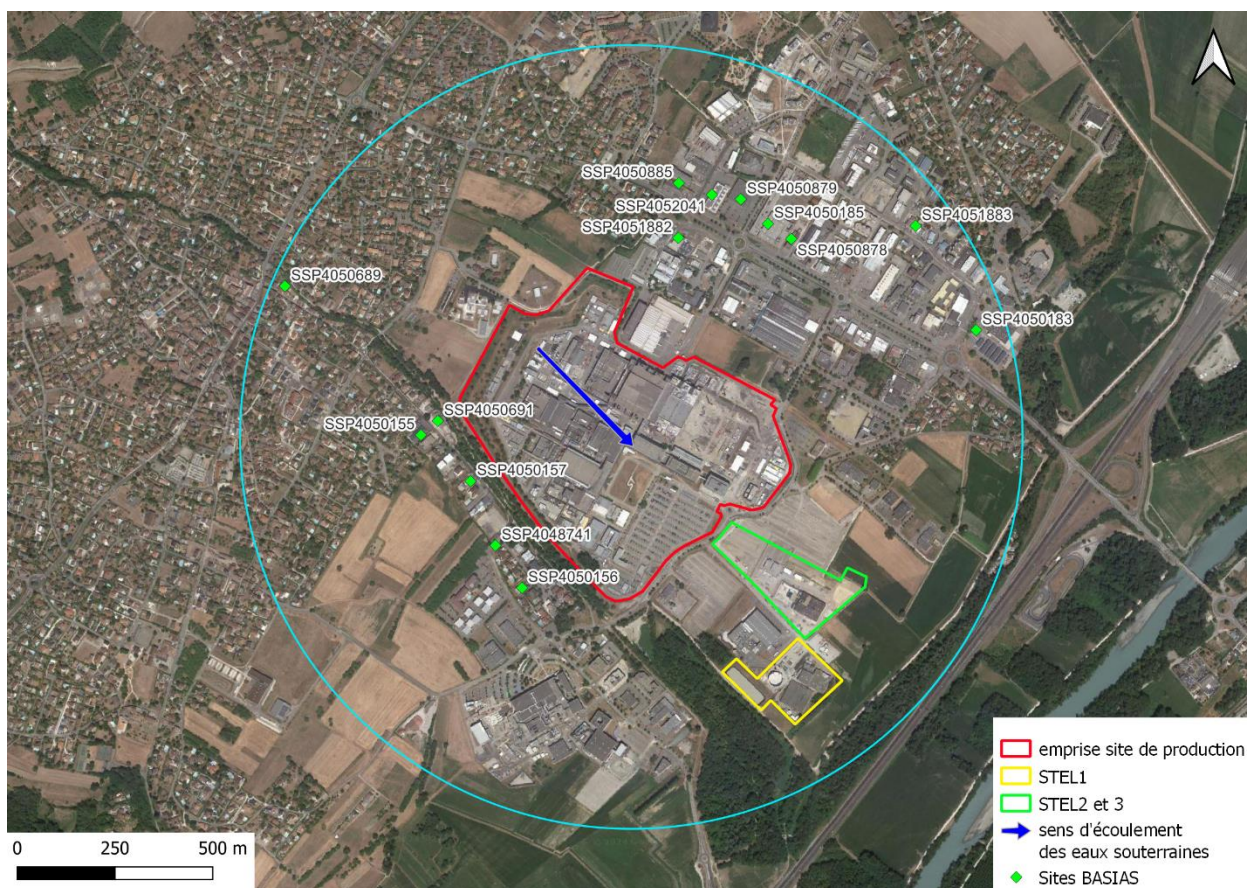 SSP4050885
SSP4050879
SSP4052041
SSP4050185
SSP4051883
SSP4051882
SSP4050878
SSP4050689
SSP4050183
SSP4050691
SSP4050155
SSP4050157
SSP4048741
SSP4050156
emprise site de production
STEL1
STEL2 et 3
sens d'écoulement
des eaux souterraines
Sites BASIAS
0 250 500 m